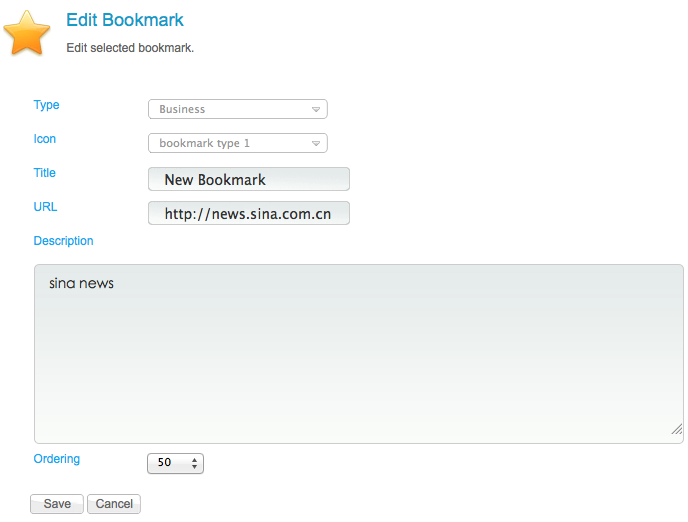 Edit Bookmark
Edit selected bookmark.
Type Business
Icon bookmark type 1
Title New Bookmark
URL http://news.sina.com.cn
Description
sina news
Ordering 50
Save Cancel